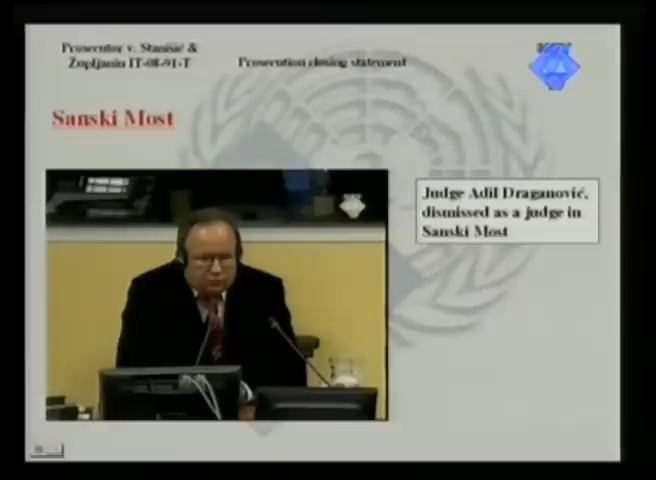 Prosecutor v. Stanišić &
Župljanin IT-08-91-T
Prosecution closing statement
Sanski Most
Judge Adil Draganović,
dismissed as a judge in
Sanski Most